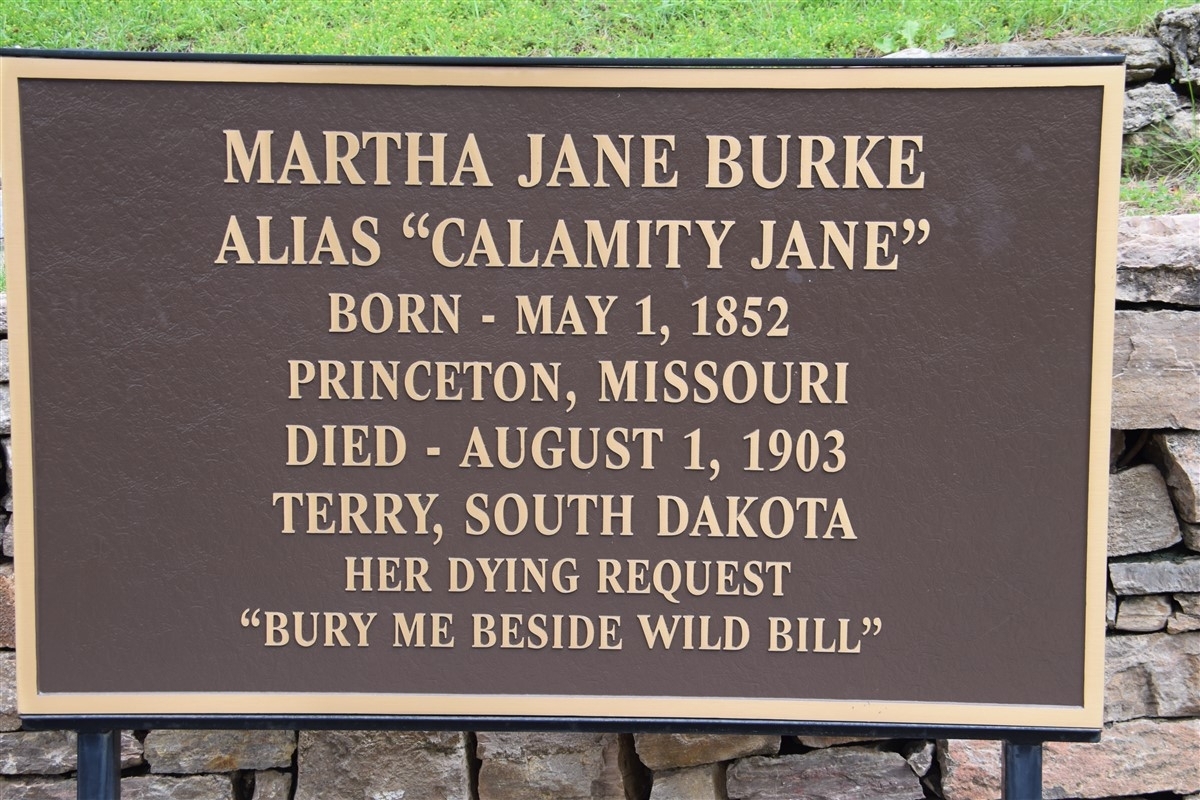 MARTHA JANE BURKE
ALIAS “CALAMITY JANE”
BORN - MAY 1, 1852
PRINCETON, MISSOURI
DIED - AUGUST 1, 1903
TERRY, SOUTH DAKOTA
HER DYING REQUEST
“BURY ME BESIDE WILD BILL”